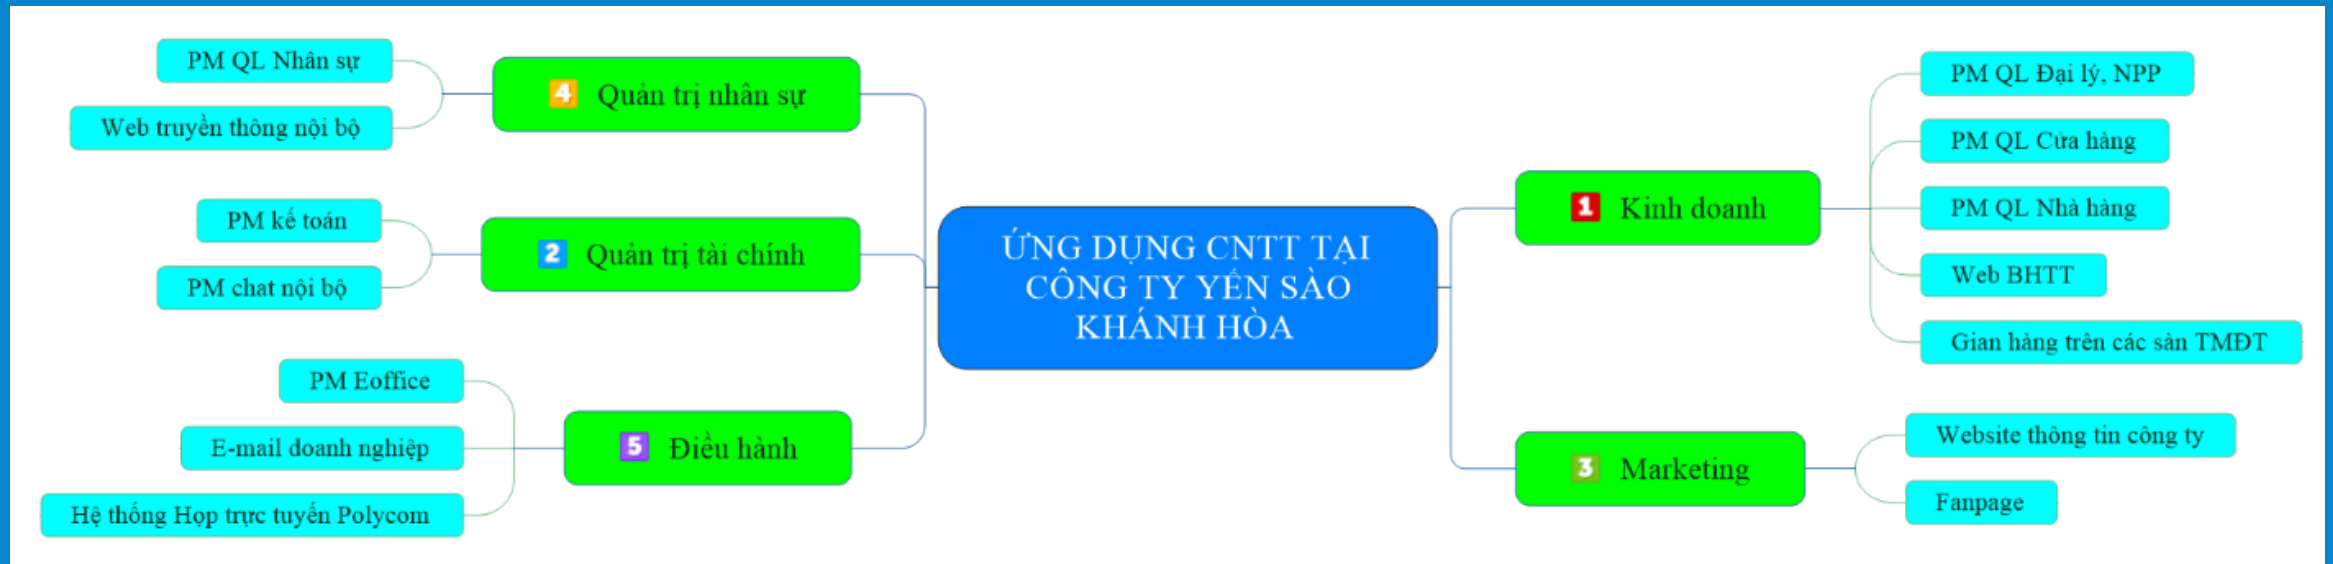 PM QL Nhân sự
Web truyền thông nội bộ
4 Quản trị nhân sự
PM kế toán
PM chat nội bộ
2 Quản trị tài chính
PM Eoffice
E-mail doanh nghiệp
Hệ thống Họp trực tuyến Polycom
5 Điều hành
ỨNG DỤNG CNTT TẠI
CÔNG TY YẾN SÀO
KHÁNH HÒA
1 Kinh doanh
PM QL Đại lý, NPP
PM QL Cửa hàng
PM QL Nhà hàng
Web BHTT
Gian hàng trên các sàn TMĐT
3 Marketing
Website thông tin công ty
Fanpage